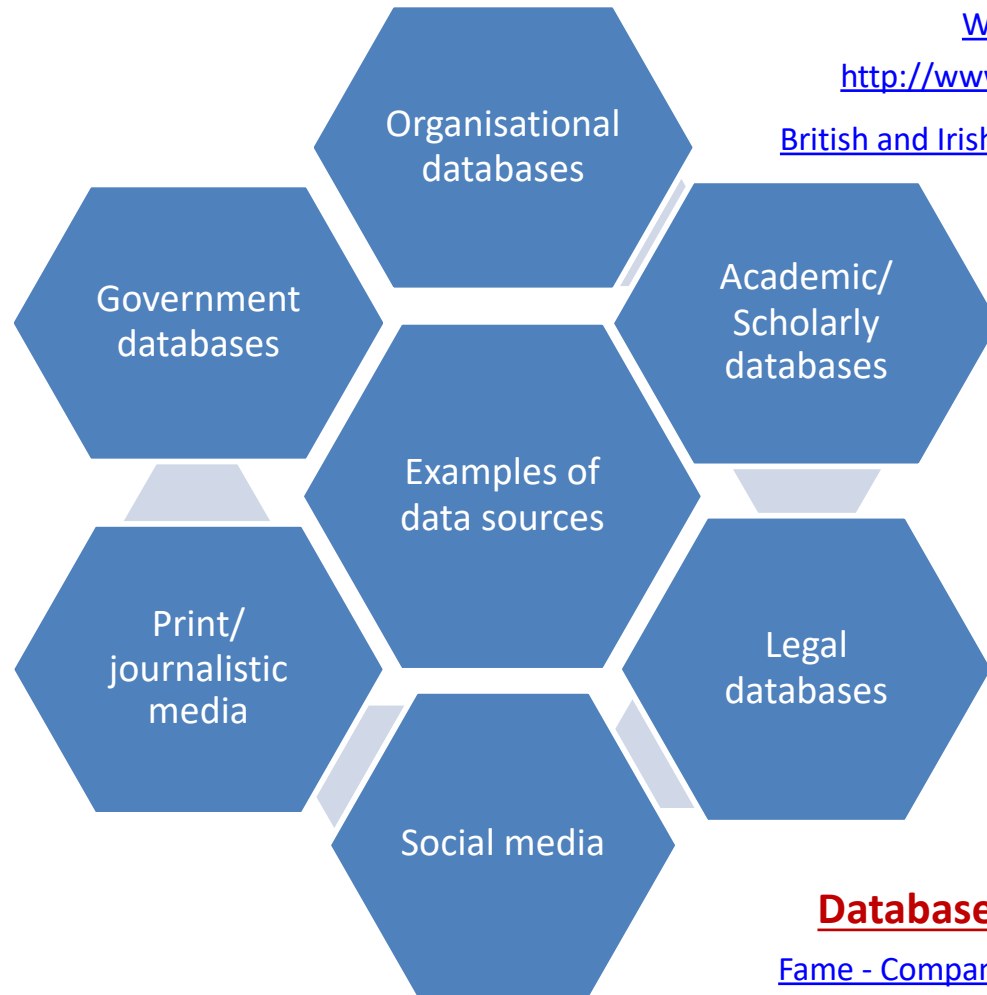 http://www
British and Irish
Organisational
databases
Government
databases
Academic/
Scholarly
databases
Examples of
data sources
Print/
journalistic
media
Legal
databases
Social media
Database
Fame -